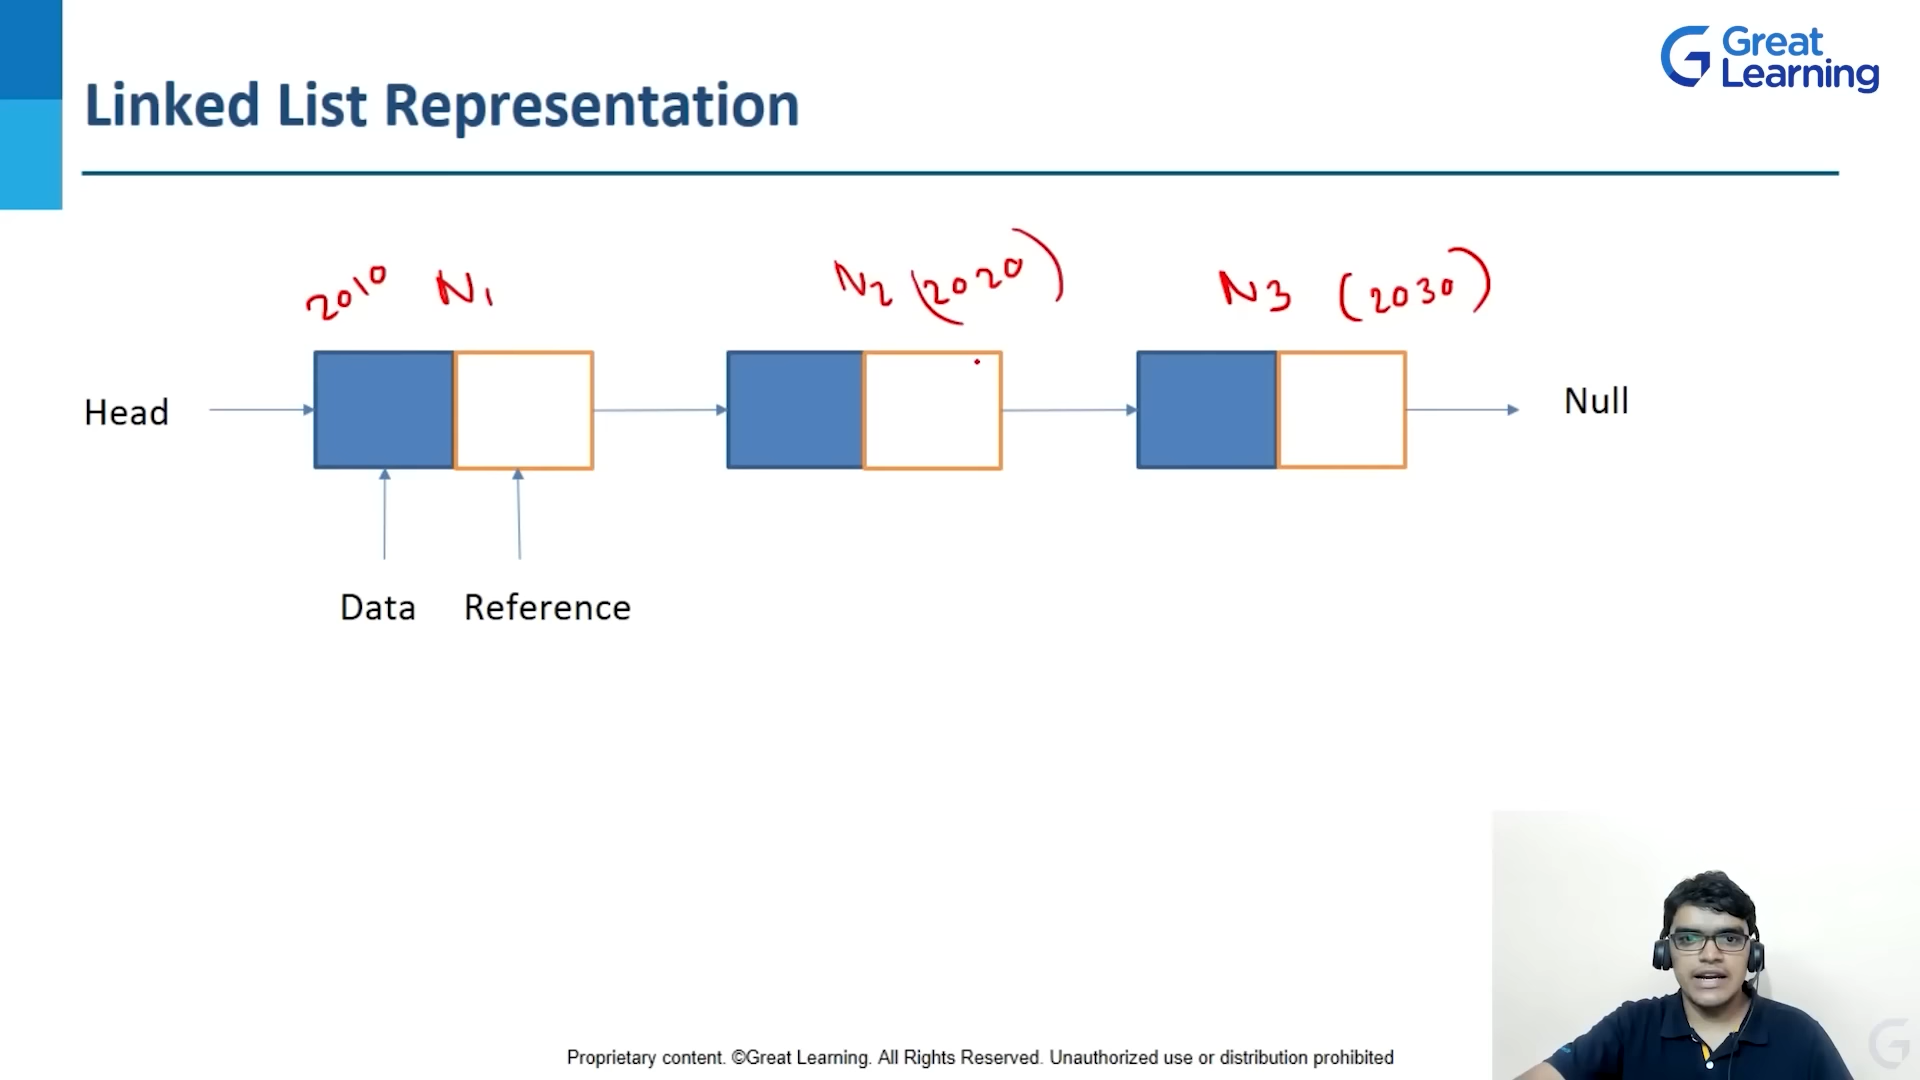 Great
Learning
Linked List Representation
2010 N1 N2 (2020) N3 (2030)
Head Null
Data Reference
Proprietary content. ©Great Learning. All Rights Reserved. Unauthorized use or distribution prohibited